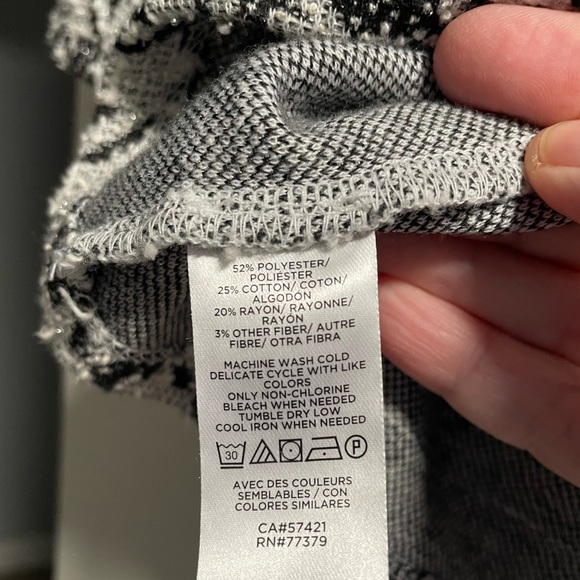 52% POLYESTER/
POLIÉSTER
25% COTTON/ COTON/
ALGODÓN
20% RAYON/ RAYONNE/
RAYÓN
3% OTHER FIBER/ AUTRE
FIBRE/ OTRA FIBRA
MACHINE WASH COLD
DELICATE CYCLE WITH LIKE
COLORS
ONLY NON-CHLORINE
BLEACH WHEN NEEDED
TUMBLE DRY LOW
COOL IRON WHEN NEEDED
30 P
AVEC DES COULEURS
SEMBLABLES / CON
COLORES SIMILARES
CA#57421
RN#77379